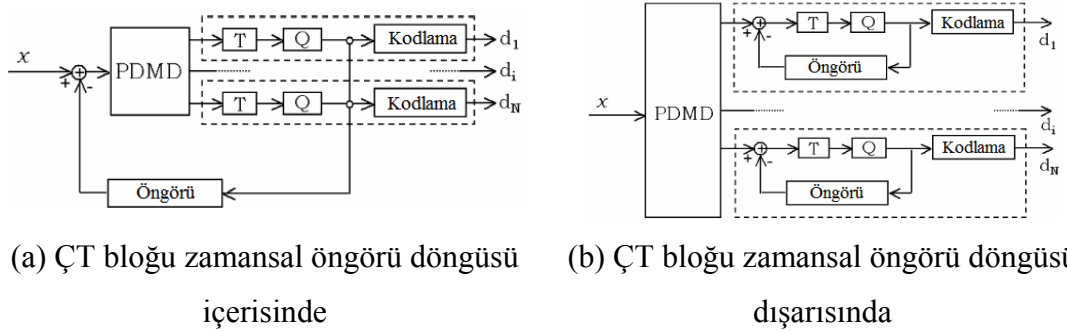 x
+
-
PDMD
T
Q
Kodlama
d1
di
T
Q
Kodlama
dN
Öngörü
x
PDMD
+
-
T
Q
Kodlama
d1
Öngörü
di
+
-
T
Q
Kodlama
dN
Öngörü
(a) ÇT bloğu zamansal öngörü döngüsü
içerisinde
(b) ÇT bloğu zamansal öngörü döngüsü
dışarısında